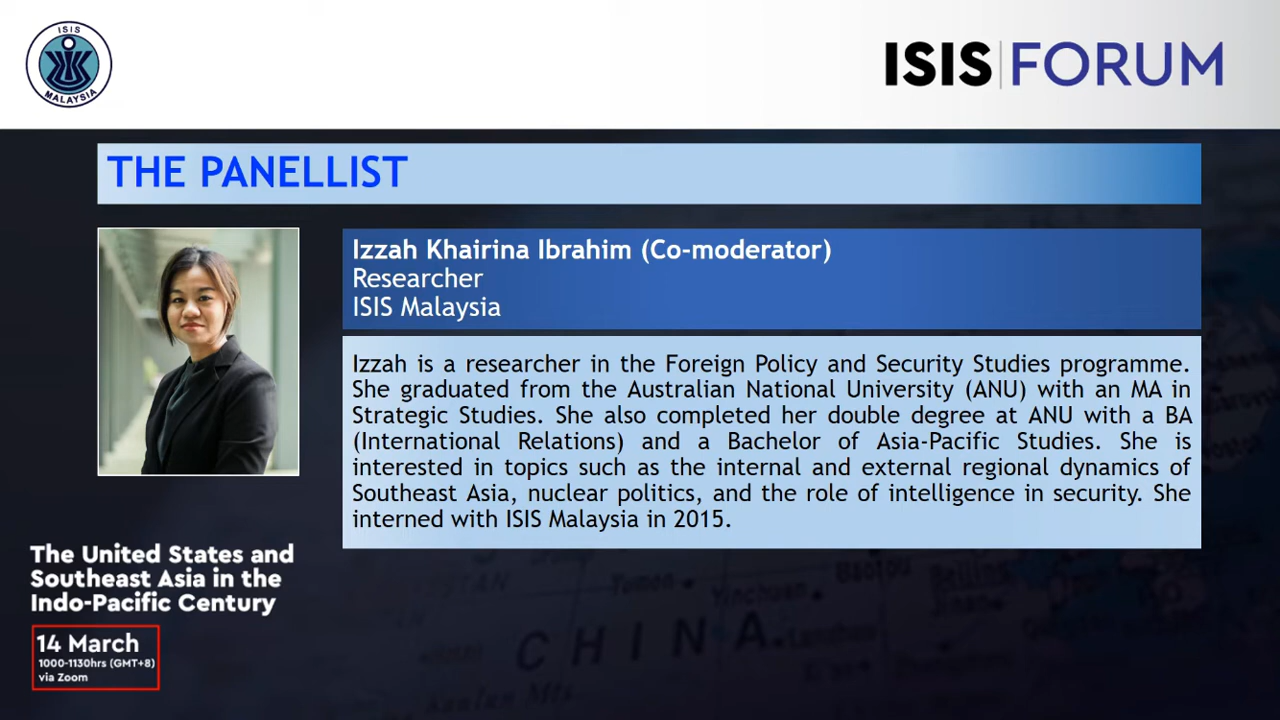 ISIS
MALAYSIA
ISIS FORUM
THE PANELLIST
Izzah Khairina Ibrahim (Co-moderator)
Researcher
ISIS Malaysia
Izzah is a researcher in the Foreign Policy and Security Studies programme.
She graduated from the Australian National University (ANU) with an MA in
Strategic Studies. She also completed her double degree at ANU with a BA
(International Relations) and a Bachelor of Asia-Pacific Studies. She is
interested in topics such as the internal and external regional dynamics of
Southeast Asia, nuclear politics, and the role of intelligence in security. She
interned with ISIS Malaysia in 2015.
The United States and
Southeast Asia in the
Indo-Pacific Century
14 March
1000-1130hrs (GMT+8)
via Zoom
Yumen
Yinchuan
Baotou
Beijing
CHINA